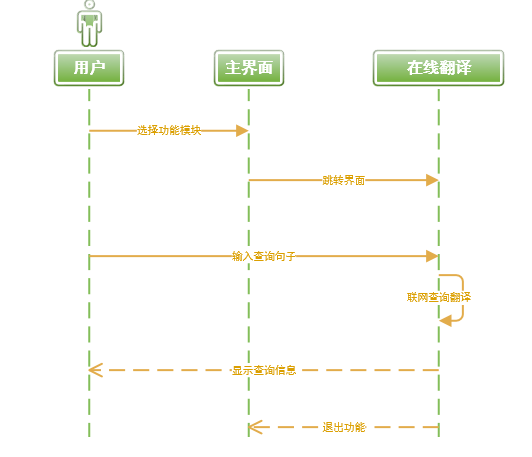 用户
主界面
在线翻译
选择功能模块
跳转界面
输入查询句子
联网查询翻译
显示查询信息
退出功能